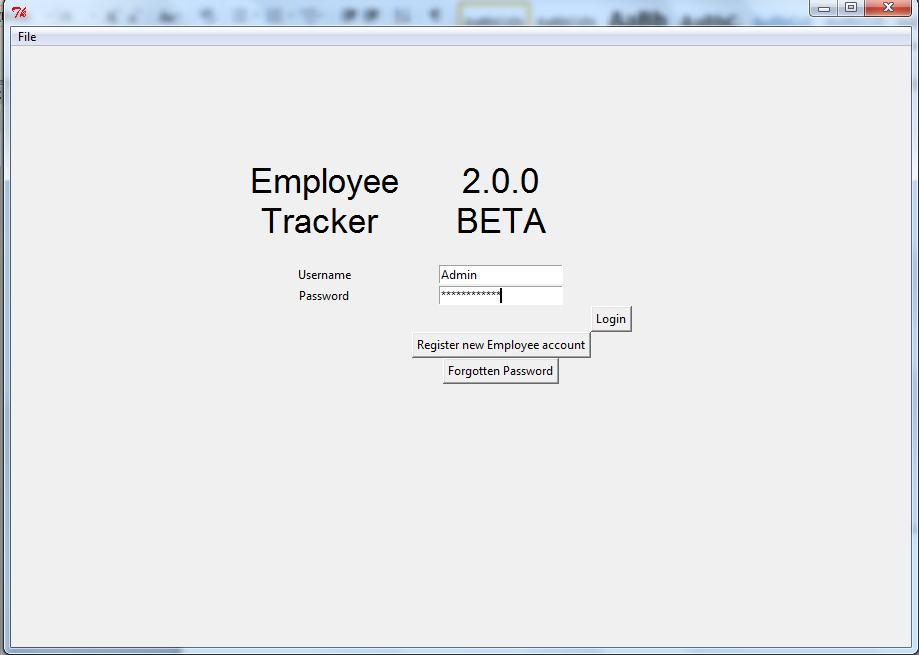 File
Employee 2.0.0
Tracker BETA
Username Admin
Password ************
Login
Register new Employee account
Forgotten Password